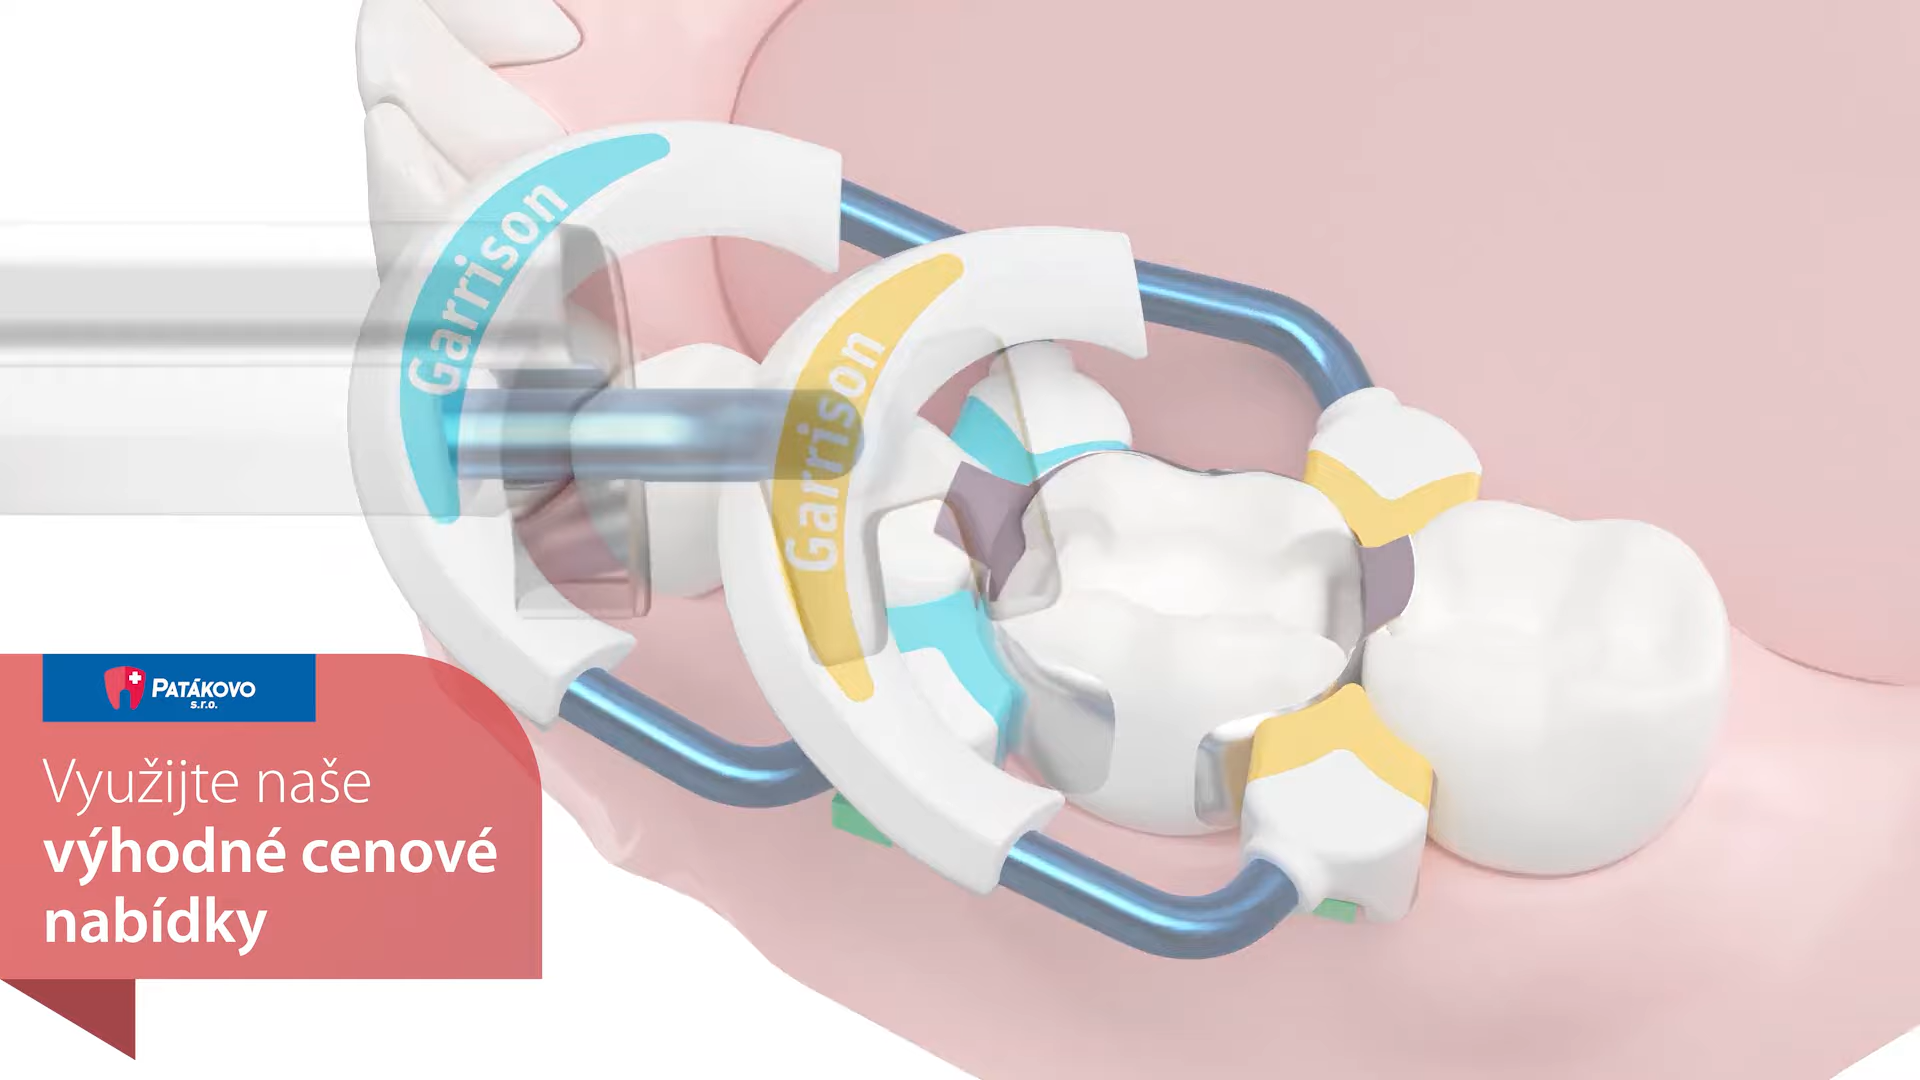 Garrison
Garrison
PATÁKOVO
s.r.o.
Využijte naše
výhodné cenové
nabídky